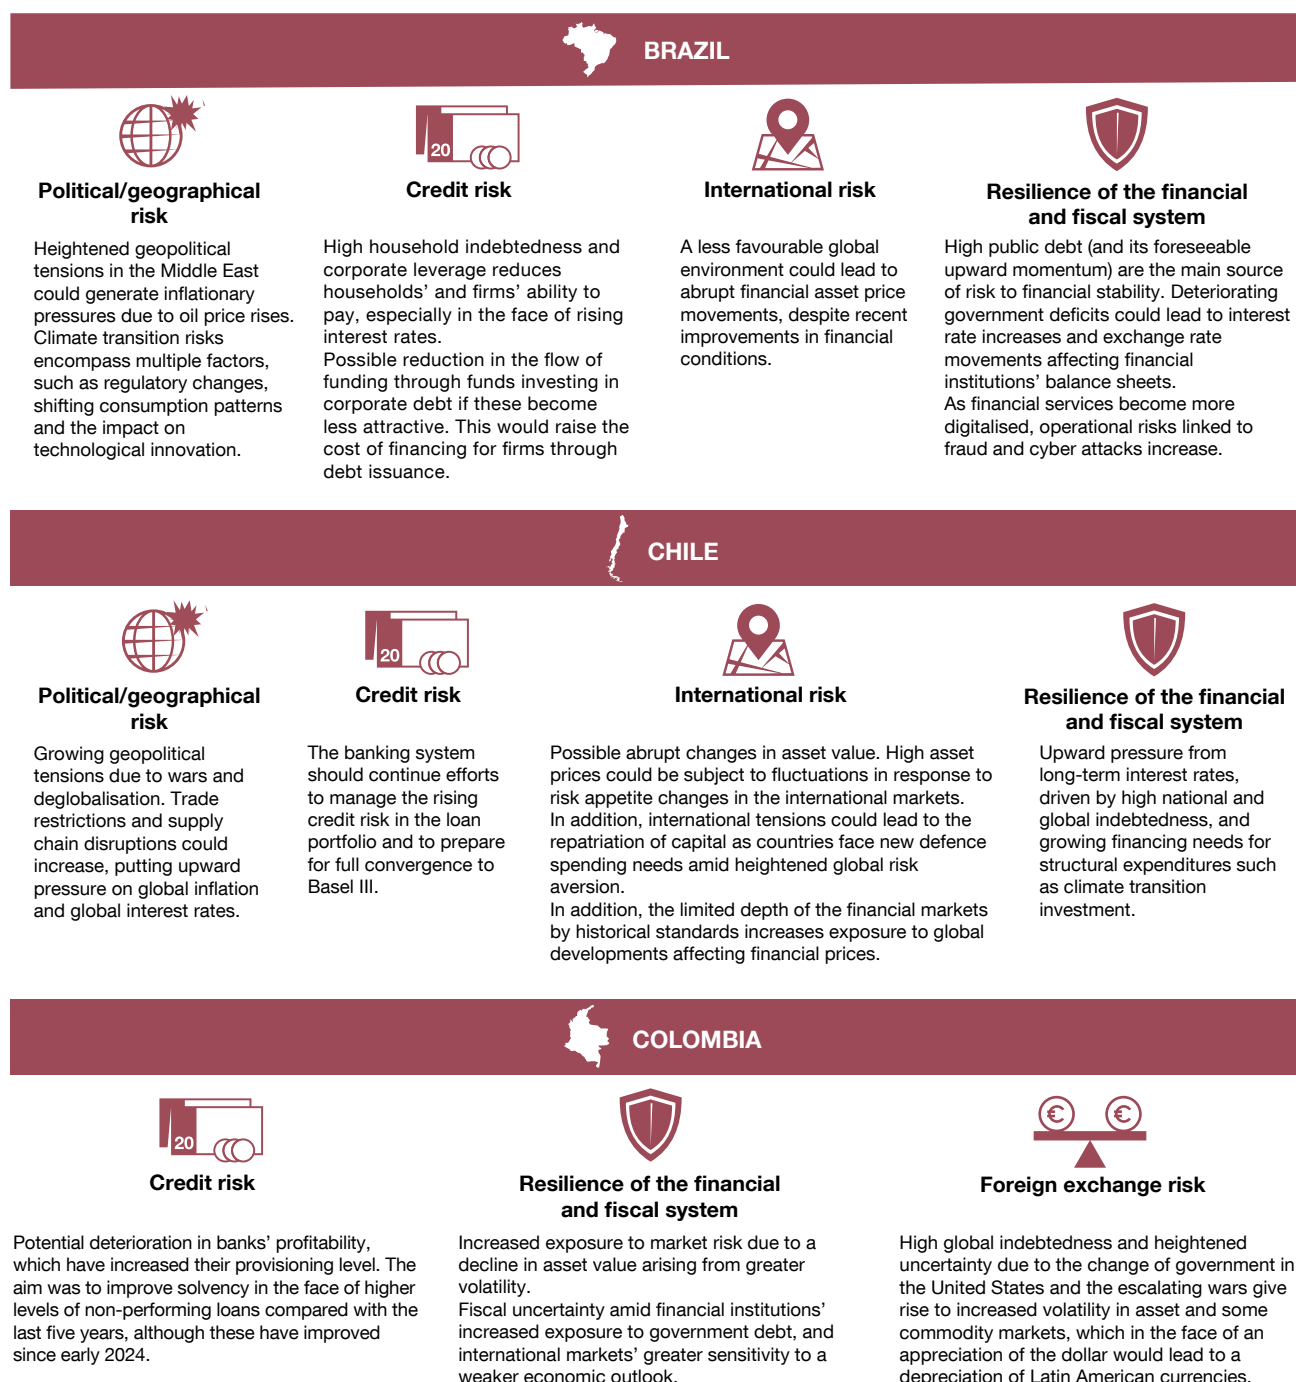 BRAZIL
20
Political/geographical
risk
Heightened geopolitical
tensions in the Middle East
could generate inflationary
pressures due to oil price rises.
Climate transition risks
encompass multiple factors,
such as regulatory changes,
shifting consumption patterns
and the impact on
technological innovation.
Credit risk
High household indebtedness and
corporate leverage reduces
households’ and firms’ ability to
pay, especially in the face of rising
interest rates.
Possible reduction in the flow of
funding through funds investing in
corporate debt if these become
less attractive. This would raise the
cost of financing for firms through
debt issuance.
International risk
A less favourable global
environment could lead to
abrupt financial asset price
movements, despite recent
improvements in financial
conditions.
Resilience of the financial
and fiscal system
High public debt (and its foreseeable
upward momentum) are the main source
of risk to financial stability. Deteriorating
government deficits could lead to interest
rate increases and exchange rate
movements affecting financial
institutions’ balance sheets.
As financial services become more
digitalised, operational risks linked to
fraud and cyber attacks increase.
CHILE
20
Political/geographical
risk
Growing geopolitical
tensions due to wars and
deglobalisation. Trade
restrictions and supply
chain disruptions could
increase, putting upward
pressure on global inflation
and global interest rates.
Credit risk
The banking system
should continue efforts
to manage the rising
credit risk in the loan
portfolio and to prepare
for full convergence to
Basel III.
International risk
Possible abrupt changes in asset value. High asset
prices could be subject to fluctuations in response to
risk appetite changes in the international markets.
In addition, international tensions could lead to the
repatriation of capital as countries face new defence
spending needs amid heightened global risk
aversion.
In addition, the limited depth of the financial markets
by historical standards increases exposure to global
developments affecting financial prices.
Resilience of the financial
and fiscal system
Upward pressure from
long-term interest rates,
driven by high national and
global indebtedness, and
growing financing needs for
structural expenditures such
as climate transition
investment.
COLOMBIA
20
€ €
Credit risk
Potential deterioration in banks’ profitability,
which have increased their provisioning level. The
aim was to improve solvency in the face of higher
levels of non-performing loans compared with the
last five years, although these have improved
since early 2024.
Resilience of the financial
and fiscal system
Increased exposure to market risk due to a
decline in asset value arising from greater
volatility.
Fiscal uncertainty amid financial institutions’
increased exposure to government debt, and
international markets’ greater sensitivity to a
weaker economic outlook.
Foreign exchange risk
High global indebtedness and heightened
uncertainty due to the change of government in
the United States and the escalating wars give
rise to increased volatility in asset and some
commodity markets, which in the face of an
appreciation of the dollar would lead to a
depreciation of Latin American currencies.